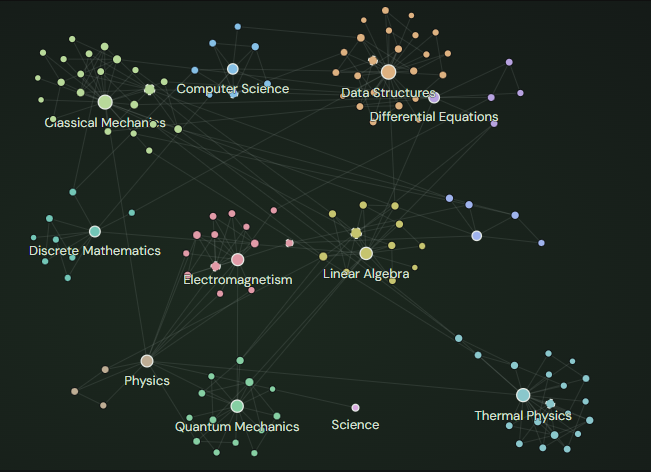 Computer Science
Data Structures
Differential Equations
Classical Mechanics
Discrete Mathematics
Linear Algebra
Electromagnetism
Physics
Thermal Physics
Science
Quantum Mechanics